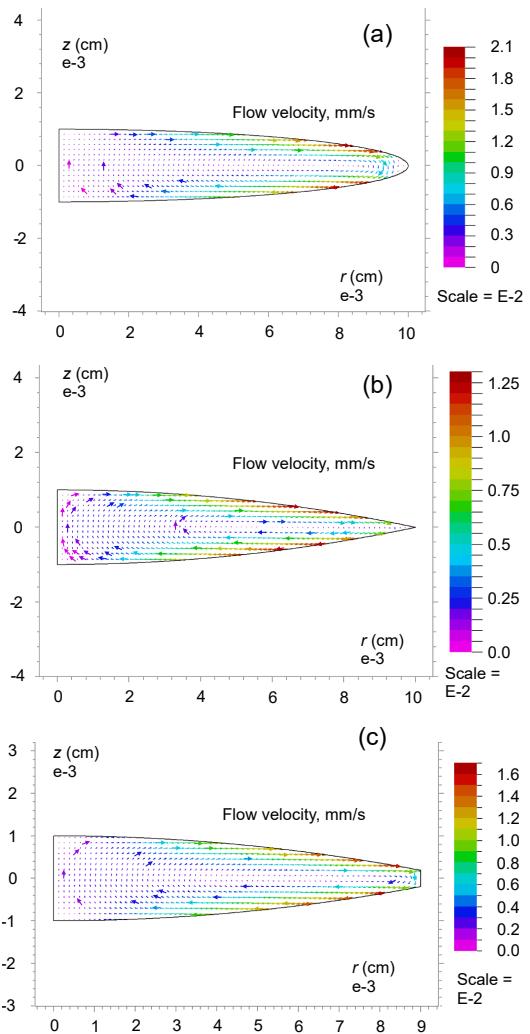 (a)
z (cm)
e-3
Flow velocity, mm/s
4
2
0
-2
-4
0 2 4 6 8 10
r (cm)
e-3
2.1
1.8
1.5
1.2
0.9
0.6
0.3
0
Scale = E-2
(b)
z (cm)
e-3
Flow velocity, mm/s
4
2
0
-2
-4
0 2 4 6 8 10
r (cm)
e-3
1.25
1.0
0.75
0.5
0.25
0.0
Scale =
E-2
(c)
z (cm)
e-3
Flow velocity, mm/s
3
2
1
0
-1
-2
-3
0 1 2 3 4 5 6 7 8 9
r (cm)
e-3
1.6
1.4
1.2
1.0
0.8
0.6
0.4
0.2
0.0
Scale =
E-2